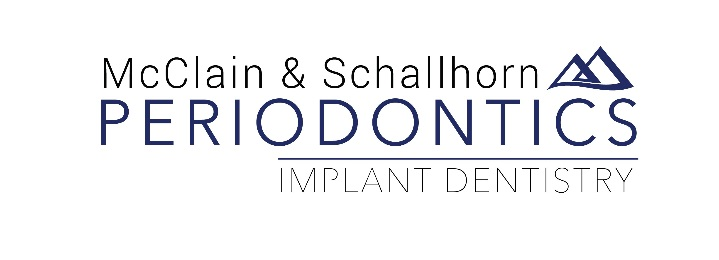 McClain & Schallhorn
PERIODONTICS
IMPLANT DENTISTRY